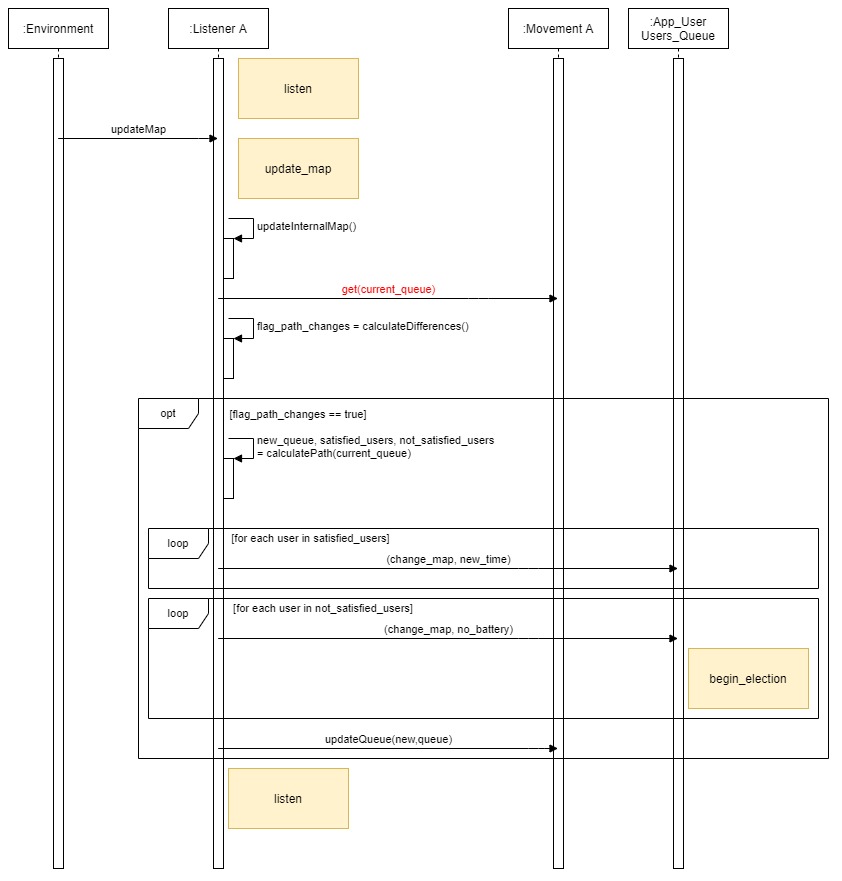 :Environment
:Listener A
:Movement A
:App_User
Users_Queue
listen
updateMap
update_map
updateInternalMap()
get(current_queue)
flag_path_changes = calculateDifferences()
opt
[flag_path_changes == true]
new_queue, satisfied_users, not_satisfied_users
= calculatePath(current_queue)
loop
[for each user in satisfied_users]
(change_map, new_time)
loop
[for each user in not_satisfied_users]
(change_map, no_battery)
begin_election
updateQueue(new,queue)
listen